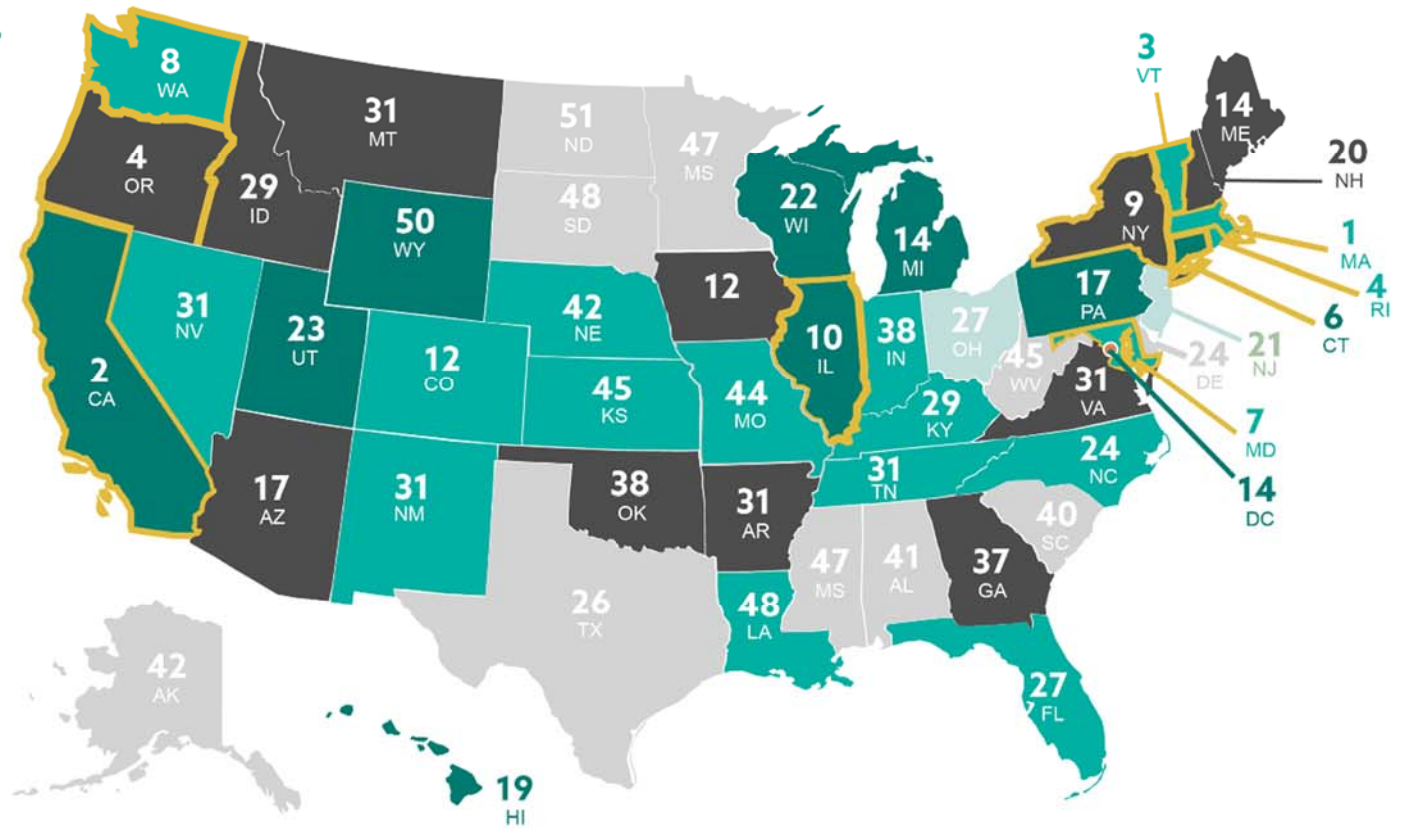 8
WA
4
OR
29
ID
31
MT
51
ND
47
MS
48
SD
50
WY
22
WI
14
MI
3
VT
14
ME
20
NH
9
NY
1
MA
4
RI
6
CT
17
PA
21
NJ
24
DE
7
MD
14
DC
2
CA
31
NV
23
UT
12
CO
42
NE
12
10
IL
38
IN
27
OH
45
WV
31
VA
45
KS
44
MO
29
KY
24
NC
17
AZ
31
NM
38
OK
31
AR
31
TN
40
SC
26
TX
48
LA
47
MS
41
AL
37
GA
27
FL
42
AK
19
HI